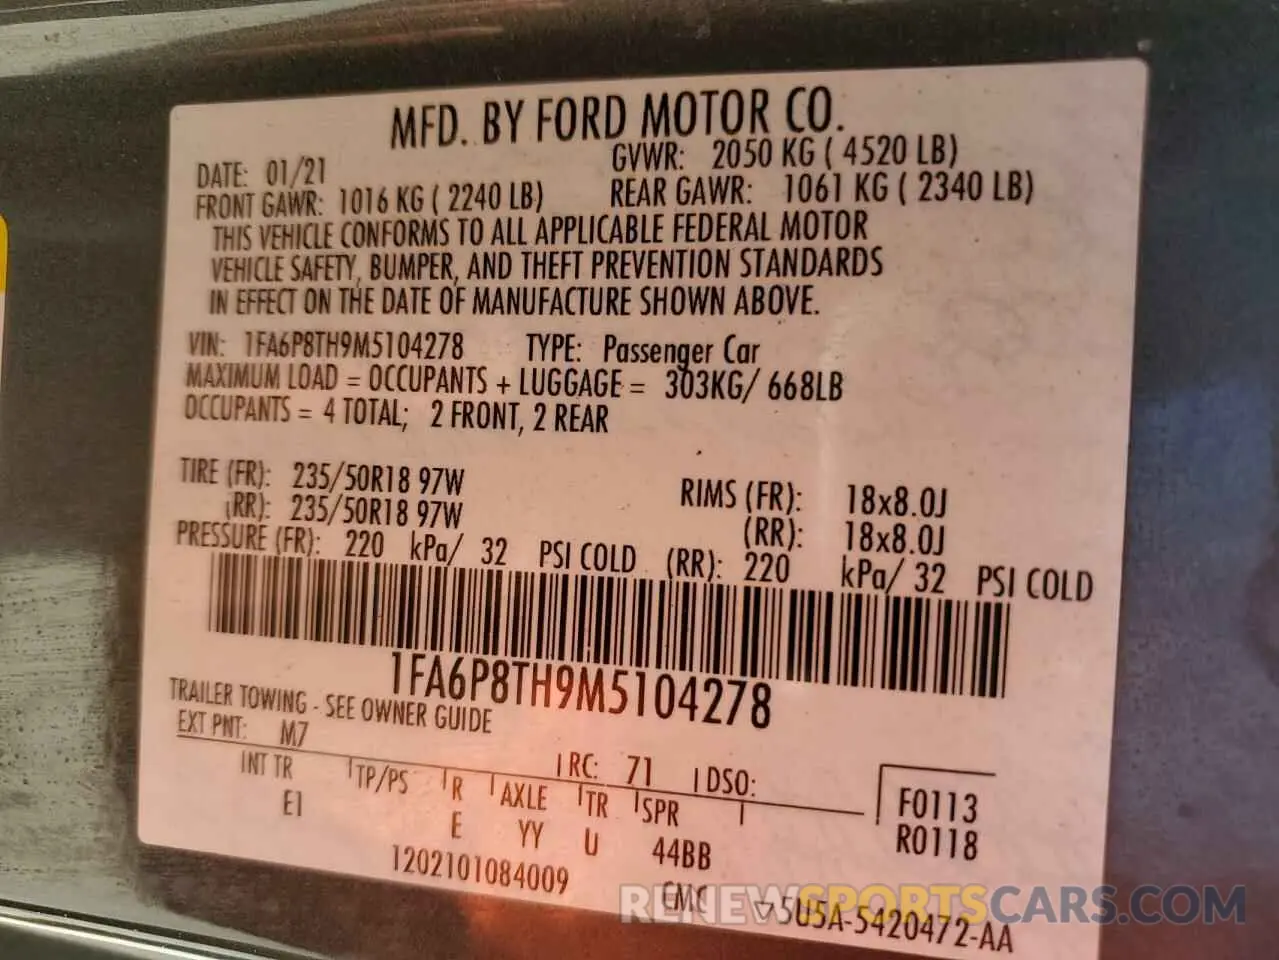 MFD. BY FORD MOTOR CO.
DATE: 01/21 GVWR: 2050 KG ( 4520 LB)
FRONT GAWR: 1016 KG ( 2240 LB) REAR GAWR: 1061 KG ( 2340 LB)
THIS VEHICLE CONFORMS TO ALL APPLICABLE FEDERAL MOTOR
VEHICLE SAFETY, BUMPER, AND THEFT PREVENTION STANDARDS
IN EFFECT ON THE DATE OF MANUFACTURE SHOWN ABOVE.
VIN: 1FA6P8TH9M5104278 TYPE: Passenger Car
MAXIMUM LOAD = OCCUPANTS + LUGGAGE = 303KG/ 668LB
OCCUPANTS = 4 TOTAL; 2 FRONT, 2 REAR
TIRE (FR): 235/50R18 97W RIMS (FR): 18x8.0J
(RR): 235/50R18 97W (RR): 18x8.0J
PRESSURE (FR): 220 kPa/ 32 PSI COLD (RR): 220 kPa/ 32 PSI COLD
1FA6P8TH9M5104278
TRAILER TOWING - SEE OWNER GUIDE
EXT PNT: M7 RC: 71 DSO:
INT TR TP/PS R AXLE TR SPR F0113
E1 E YY U 44BB R0118
1202101084009 5U5A-5420472-AA
RENEWSPORTSCARS.COM